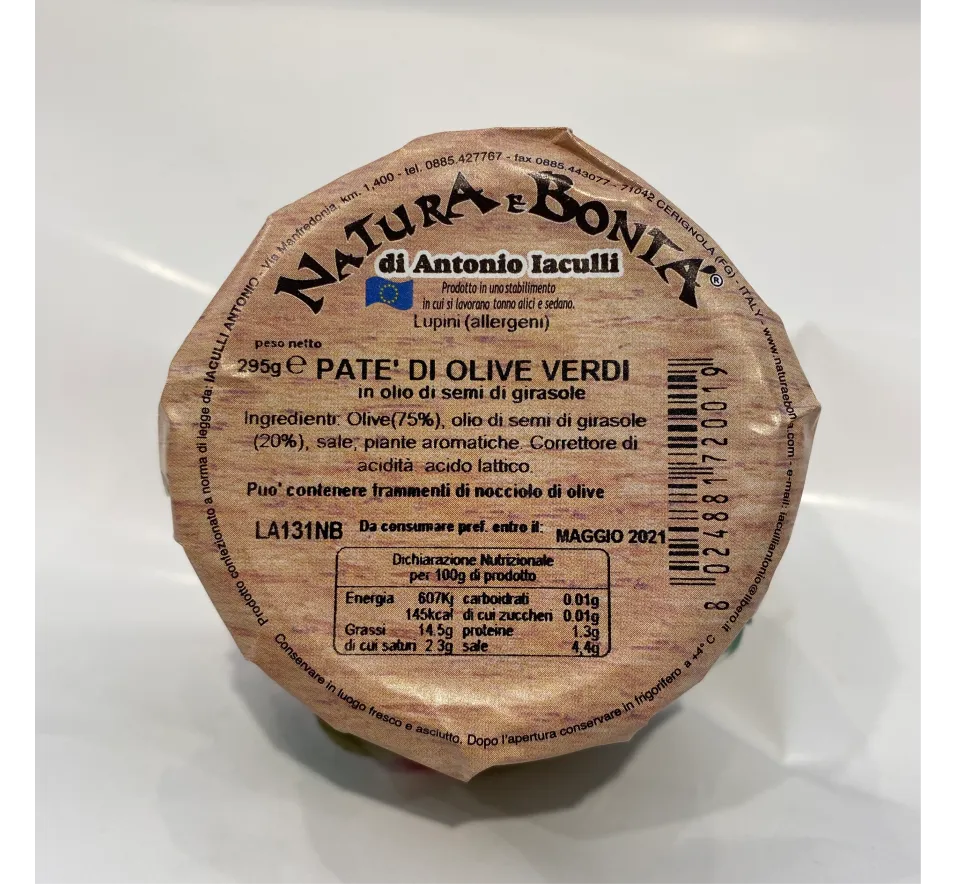 Prodotto confezionato a norma di legge da: IACULLI ANTONIO - Via Manfredonia, km. 1,400 - tel. 0885.427767 - fax 0885.443077 - 71042 CERIGNOLA (FG) - ITALY - www.naturaebonta.com - e-mail: iaculliantonio@libero.it
NATURA E BONTA'®
di Antonio Iaculli
Prodotto in uno stabilimento
in cui si lavorano tonno alici e sedano.
Lupini (allergeni)
peso netto
295g e PATE' DI OLIVE VERDI
in olio di semi di girasole
Ingredienti: Olive(75%), olio di semi di girasole
(20%), sale, piante aromatiche. Correttore di
acidità: acido lattico.
Puo' contenere frammenti di nocciolo di olive
LA131NB Da consumare pref. entro il: MAGGIO 2021
8 024881 720019
Dichiarazione Nutrizionale
per 100g di prodotto
Energia 607Kj carboidrati 0.01g
145kcal di cui zuccheri 0.01g
Grassi 14.5g proteine 1.3g
di cui saturi 2.3g sale 4,4g
Conservare in luogo fresco e asciutto. Dopo l'apertura conservare in frigorifero a +4° C